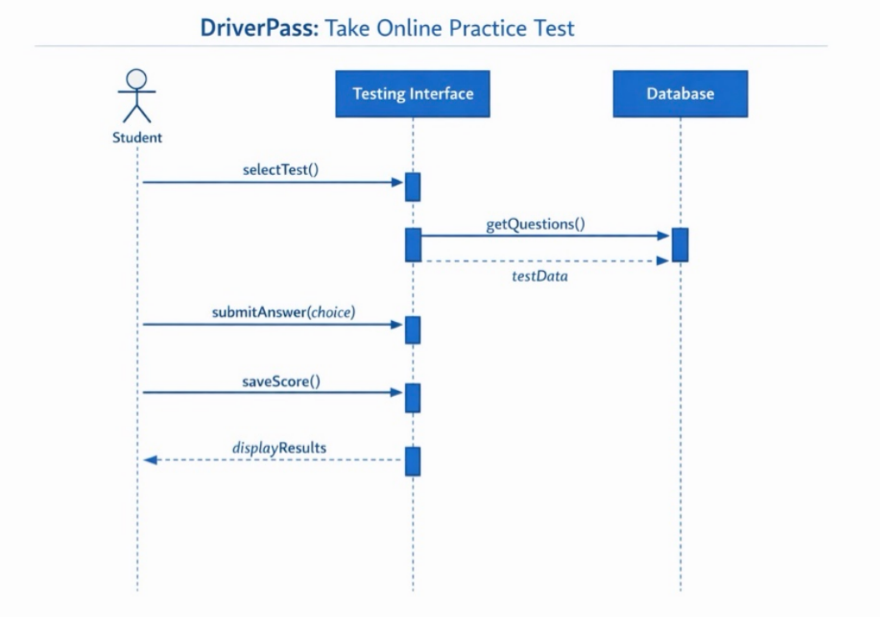 DriverPass: Take Online Practice Test
Testing Interface
Database
Student
selectTest()
getQuestions()
testData
submitAnswer(choice)
saveScore()
displayResults